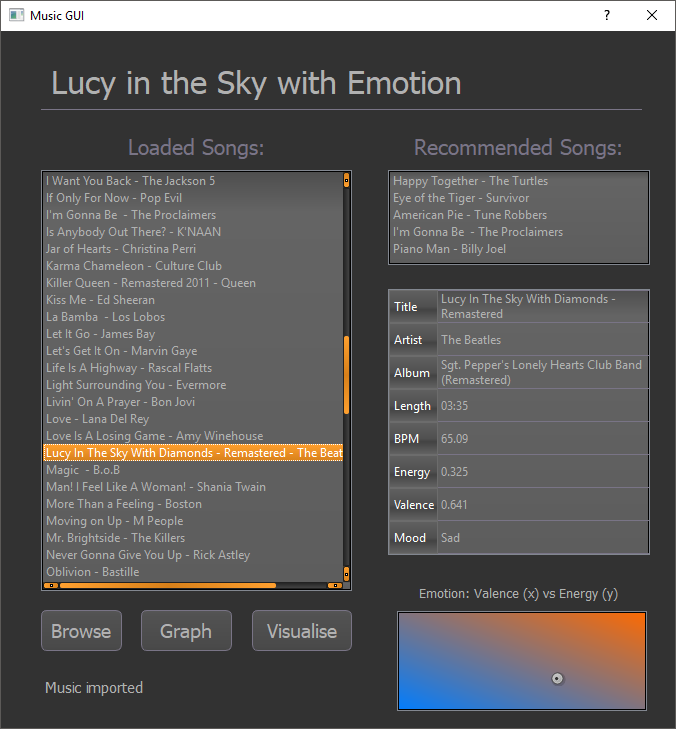 Music GUI
?
Lucy in the Sky with Emotion
Loaded Songs:
I Want You Back - The Jackson 5
If Only For Now - Pop Evil
I'm Gonna Be  - The Proclaimers
Is Anybody Out There? - K'NAAN
Jar of Hearts - Christina Perri
Karma Chameleon - Culture Club
Killer Queen - Remastered 2011 - Queen
Kiss Me - Ed Sheeran
La Bamba  - Los Lobos
Let It Go - James Bay
Let's Get It On - Marvin Gaye
Life Is A Highway - Rascal Flatts
Light Surrounding You - Evermore
Livin' On A Prayer - Bon Jovi
Love - Lana Del Rey
Love Is A Losing Game - Amy Winehouse
Lucy In The Sky With Diamonds - Remastered - The Beat
Magic  - B.o.B
Man! I Feel Like A Woman! - Shania Twain
More Than a Feeling - Boston
Moving on Up - M People
Mr. Brightside - The Killers
Never Gonna Give You Up - Rick Astley
Oblivion - Bastille
Browse
Graph
Visualise
Music imported
Recommended Songs:
Happy Together - The Turtles
Eye of the Tiger - Survivor
American Pie - Tune Robbers
I'm Gonna Be  - The Proclaimers
Piano Man - Billy Joel
Title Lucy In The Sky With Diamonds -
Remastered
Artist The Beatles
Album Sgt. Pepper's Lonely Hearts Club Band
(Remastered)
Length 03:35
BPM 65.09
Energy 0.325
Valence 0.641
Mood Sad
Emotion: Valence (x) vs Energy (y)